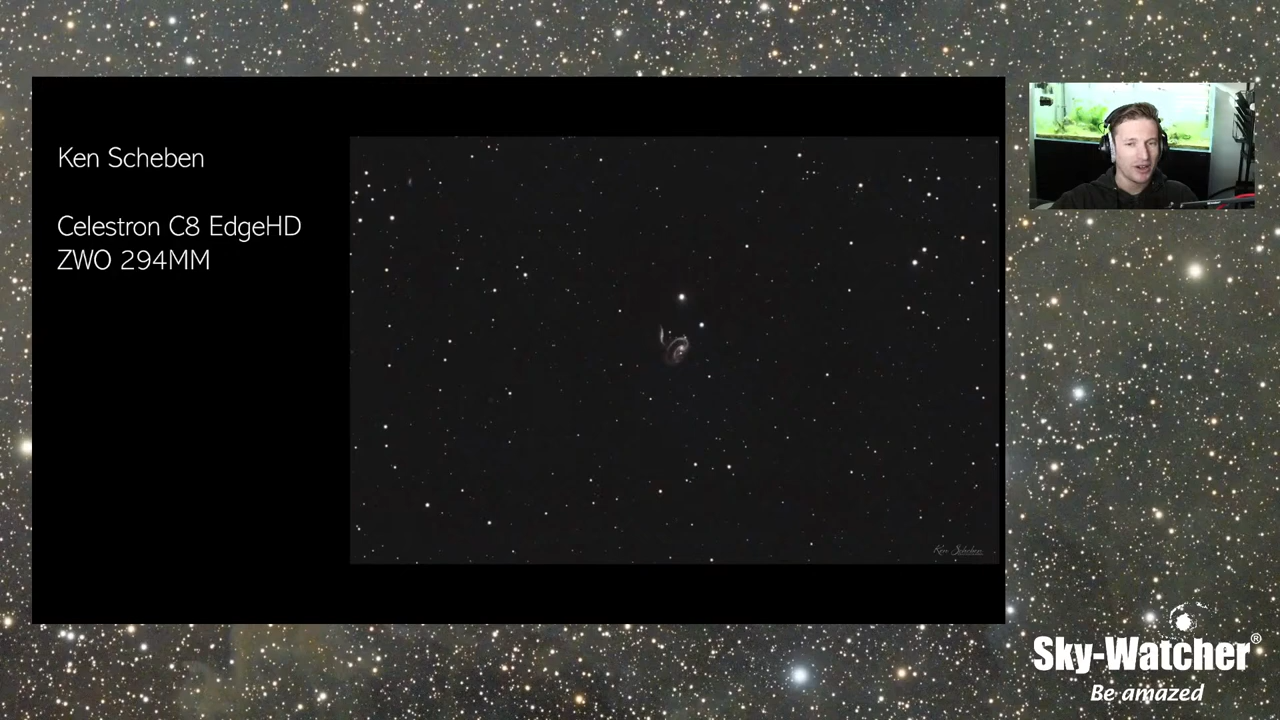 Ken Scheben
Celestron C8 EdgeHD
ZWO 294MM
Ken Scheben
Sky-Watcher®
Be amazed